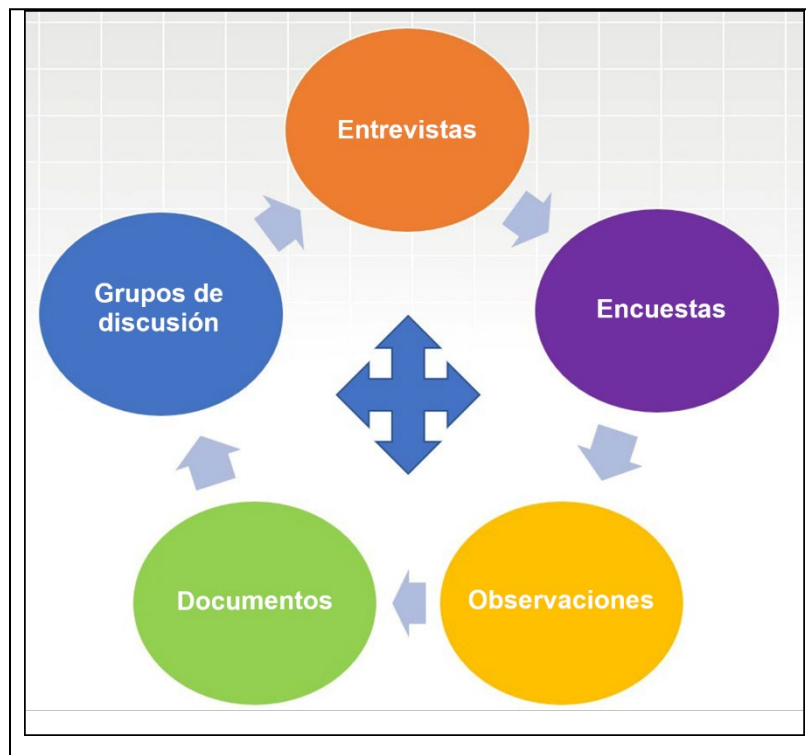 Entrevistas
Encuestas
Observaciones
Documentos
Grupos de
discusión